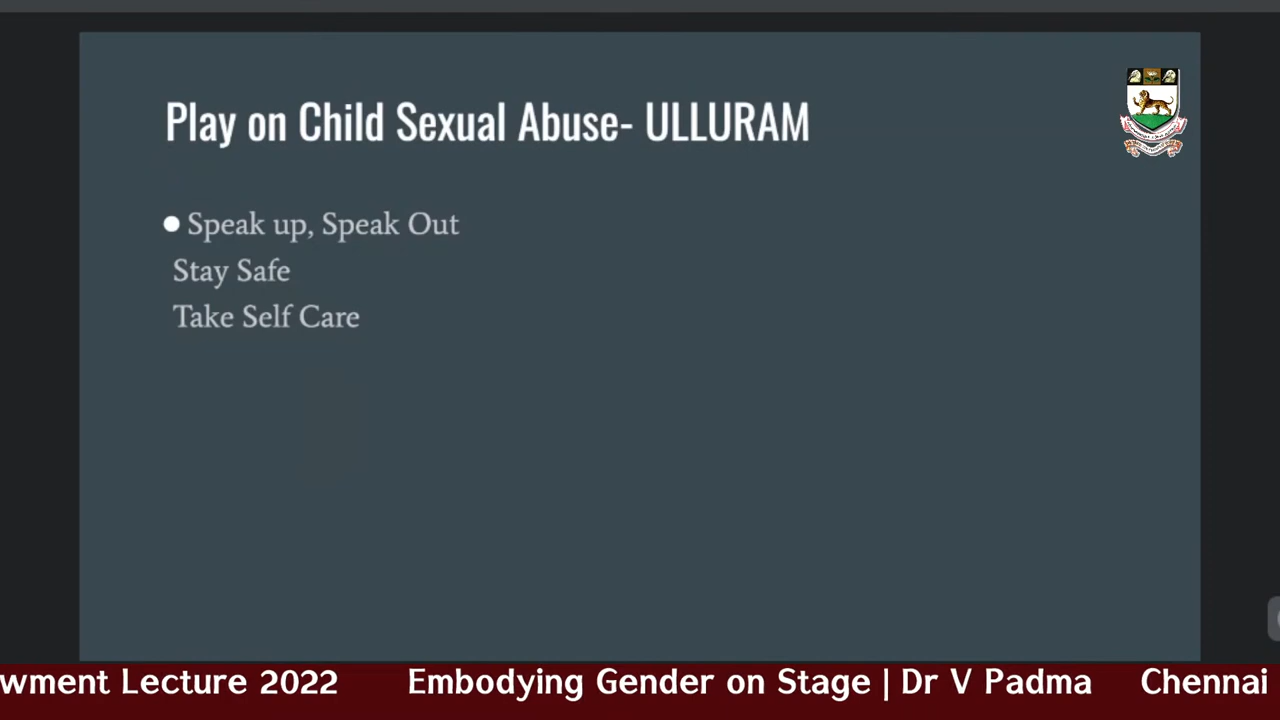 Play on Child Sexual Abuse- ULLURAM
Speak up, Speak Out
Stay Safe
Take Self Care
wment Lecture 2022 Embodying Gender on Stage | Dr V Padma Chennai